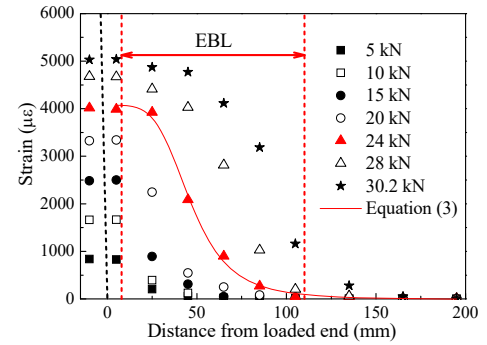 6000
5000
4000
3000
2000
1000
0
Strain (µε)
EBL
5 kN
10 kN
15 kN
20 kN
24 kN
28 kN
30.2 kN
Equation (3)
0 50 100 150 200
Distance from loaded end (mm)